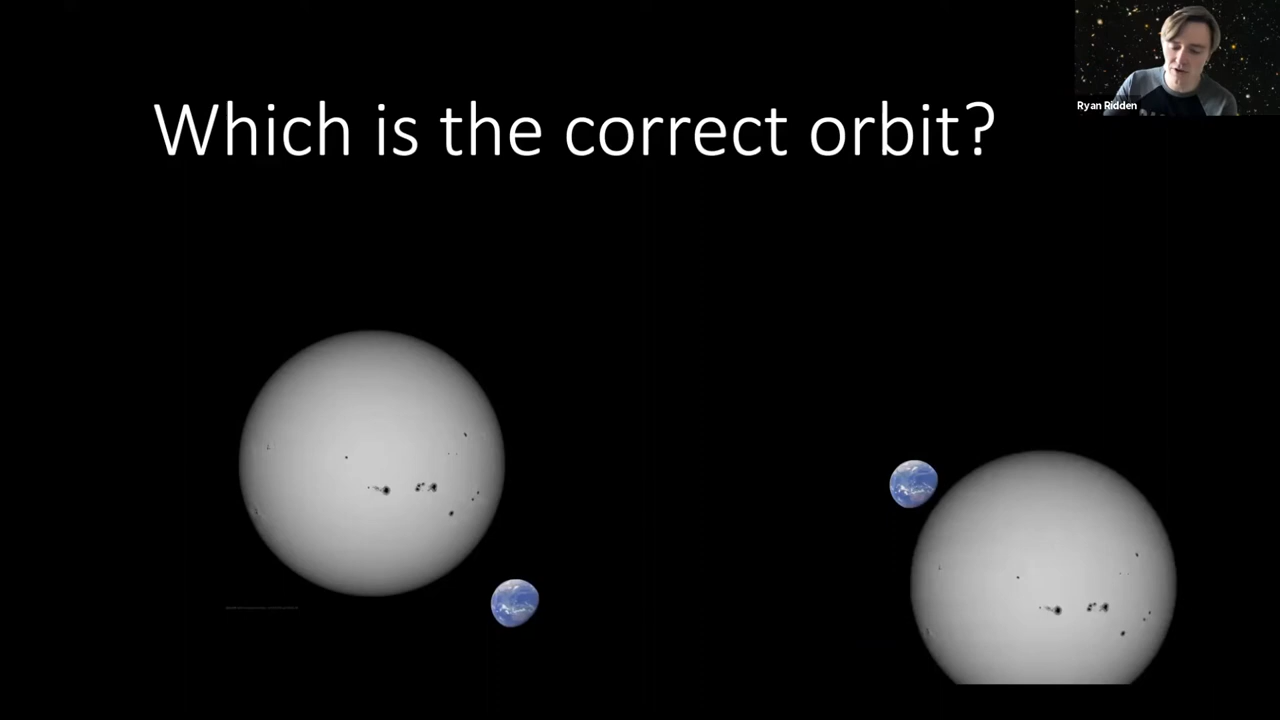 Which is the correct orbit?
Ryan Ridden